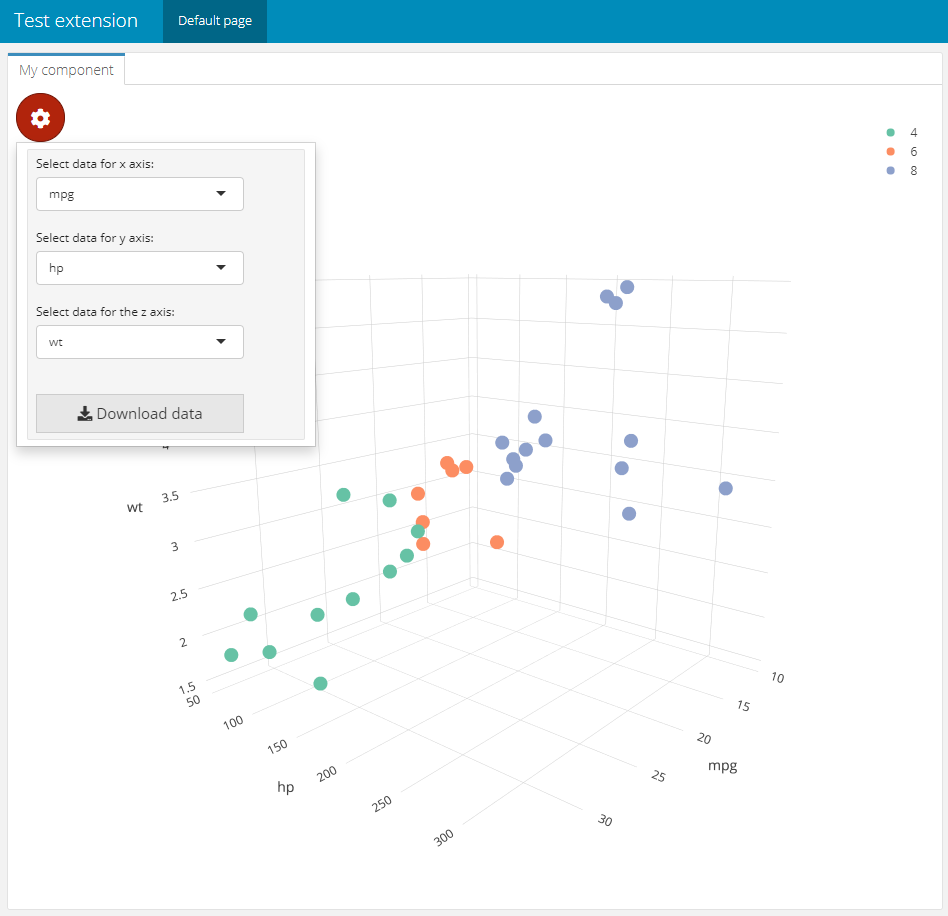 Test extension
Default page
My component
4
6
8
Select data for x axis:
mpg
Select data for y axis:
hp
Select data for the z axis:
wt
Download data
4
3.5
wt
3
2.5
2
1.5
50
100
150
200
250
300
hp
10
15
20
25
30
mpg